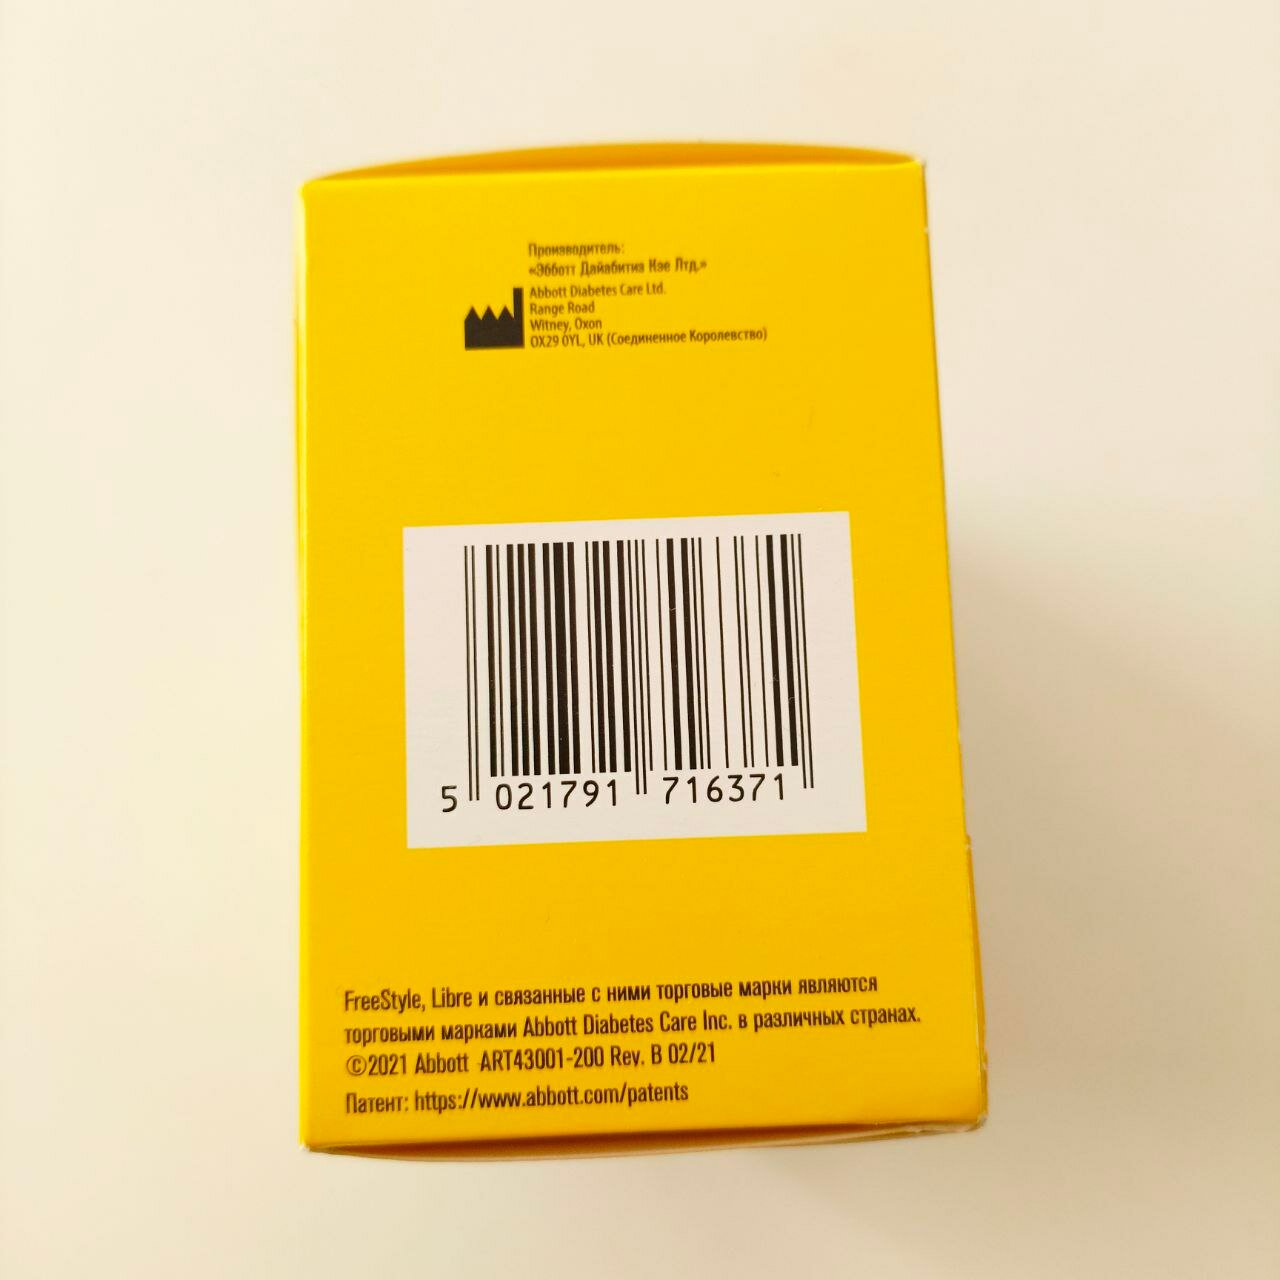 Производитель:
«Эбботт Дайабитиз Кэе Лтд.»
Abbott Diabetes Care Ltd.
Range Road
Witney, Oxon
OX29 0YL, UK (Соединенное Королевство)
5 021791 716371
FreeStyle, Libre и связанные с ними торговые марки являются
торговыми марками Abbott Diabetes Care Inc. в различных странах.
©2021 Abbott ART43001-200 Rev. B 02/21
Патент: https://www.abbott.com/patents